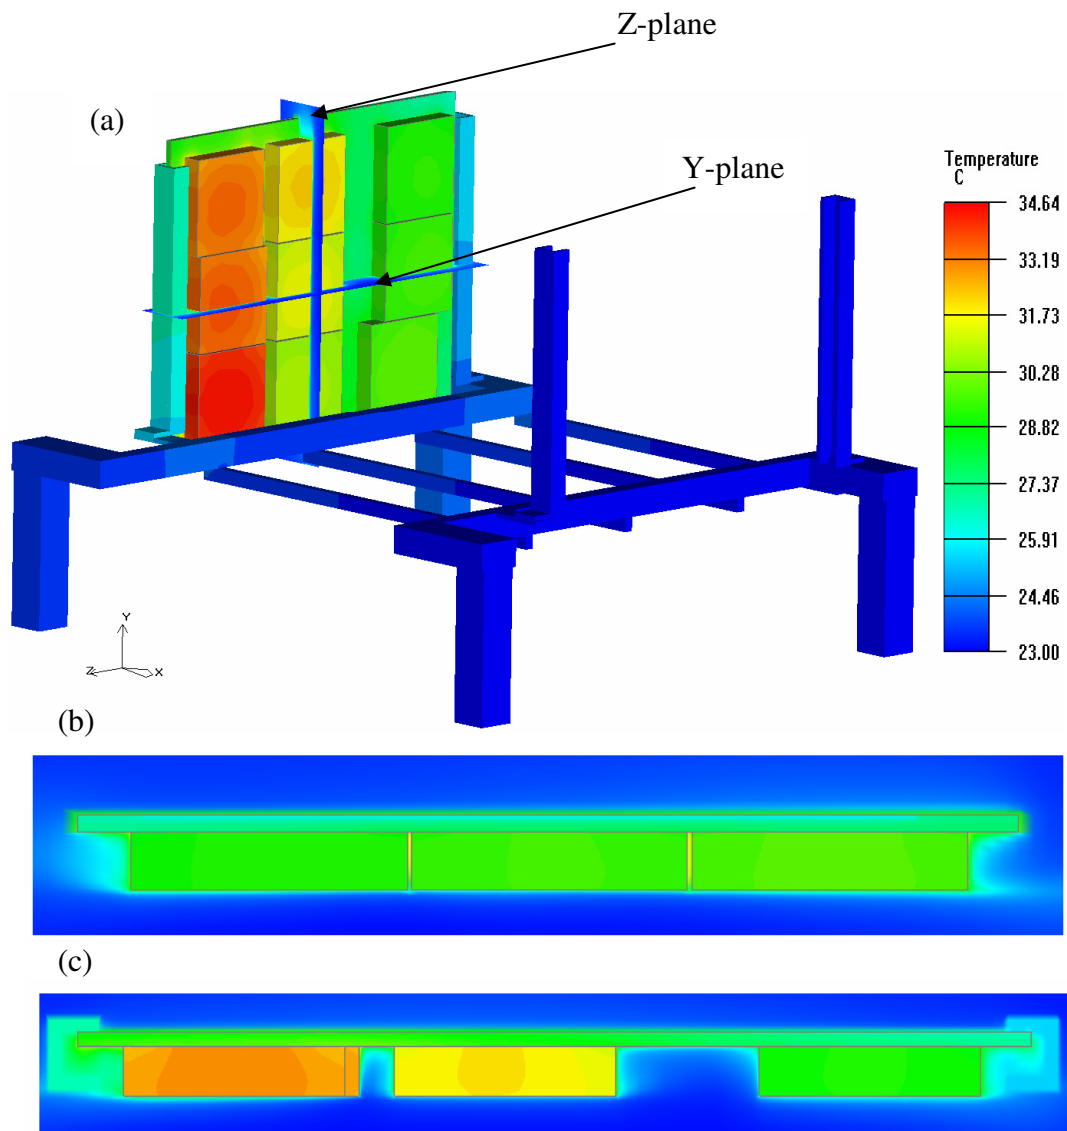 Z-plane
(a)
Y-plane
Temperature
C
34.64
33.19
31.73
30.28
28.82
27.37
25.91
24.46
23.00
Y
Z
X
(b)
(c)